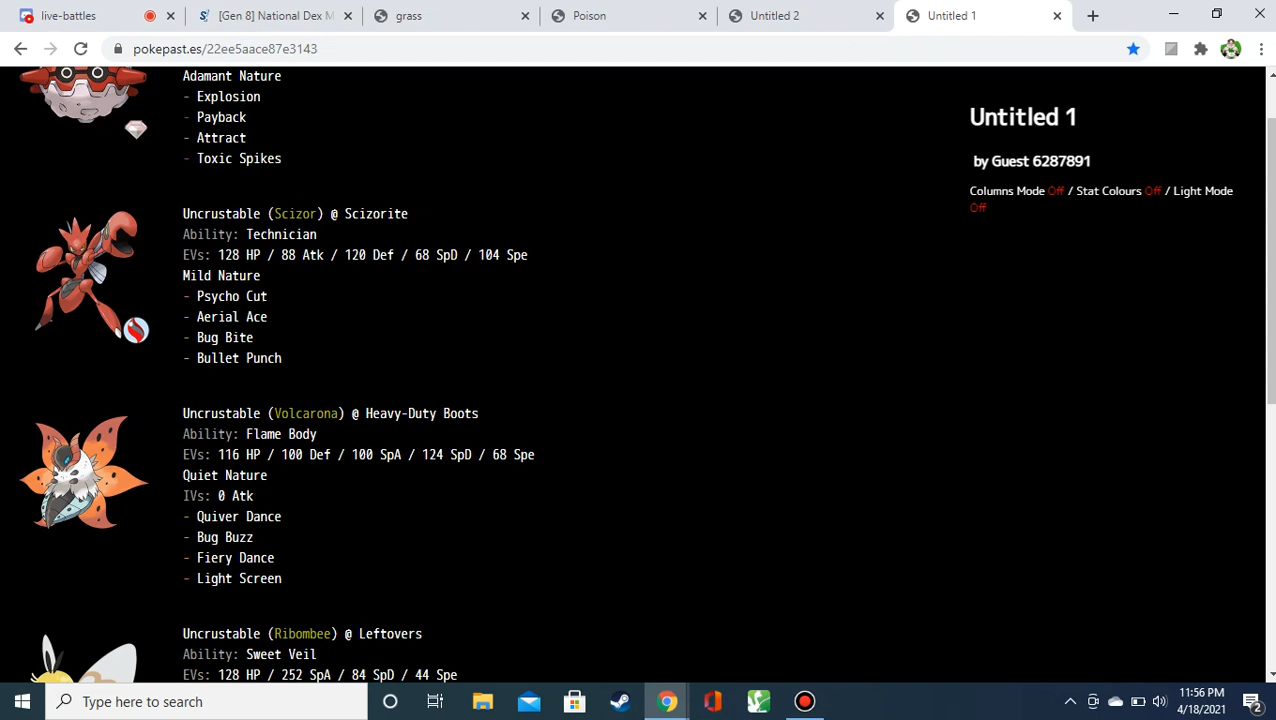 live-battles
[Gen 8] National Dex M
grass
Poison
Untitled 2
Untitled 1
pokepast.es/22ee5aace87e3143
Adamant Nature
- Explosion
- Payback
- Attract
- Toxic Spikes
Uncrustable (Scizor) @ Scizorite
Ability: Technician
EVs: 128 HP / 88 Atk / 120 Def / 68 SpD / 104 Spe
Mild Nature
- Psycho Cut
- Aerial Ace
- Bug Bite
- Bullet Punch
Uncrustable (Volcarona) @ Heavy-Duty Boots
Ability: Flame Body
EVs: 116 HP / 100 Def / 100 SpA / 124 SpD / 68 Spe
Quiet Nature
IVs: 0 Atk
- Quiver Dance
- Bug Buzz
- Fiery Dance
- Light Screen
Uncrustable (Ribombee) @ Leftovers
Ability: Sweet Veil
EVs: 128 HP / 252 SpA / 84 SpD / 44 Spe
Untitled 1
by Guest 6287891
Columns Mode Off / Stat Colours Off / Light Mode
Off
Type here to search
11:56 PM
4/18/2021
2